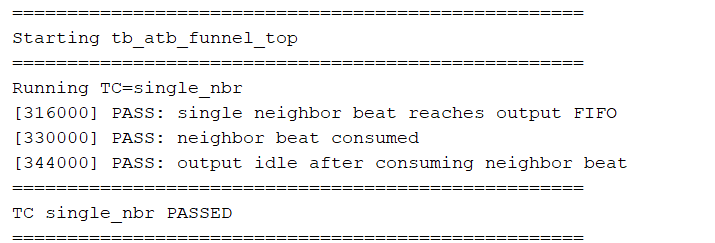 ====================================================
Starting tb_atb_funnel_top
====================================================
Running TC=single_nbr
[316000] PASS: single neighbor beat reaches output FIFO
[330000] PASS: neighbor beat consumed
[344000] PASS: output idle after consuming neighbor beat
====================================================
TC single_nbr PASSED
====================================================